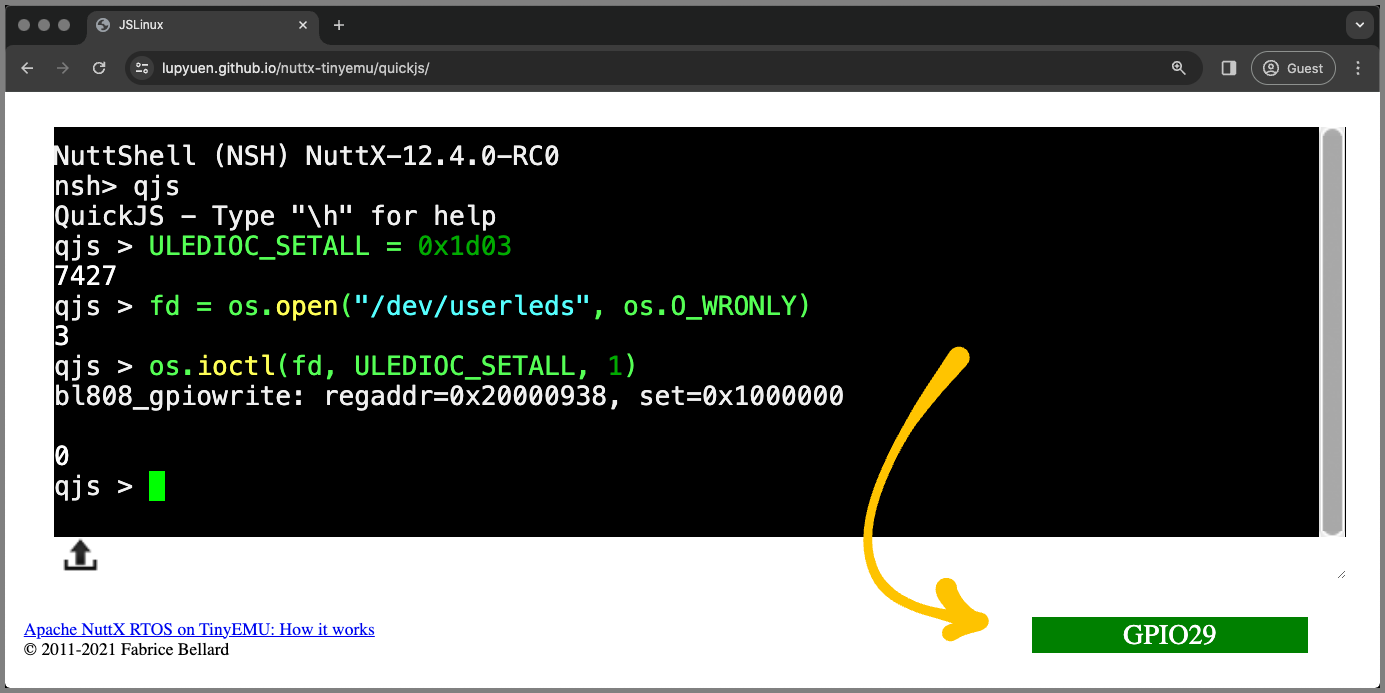 JSLinux
lupyuen.github.io/nuttx-tinyemu/quickjs/
Guest
NuttShell (NSH) NuttX-12.4.0-RC0
nsh> qjs
QuickJS - Type "\h" for help
qjs > ULEDIOC_SETALL = 0x1d03
7427
qjs > fd = os.open("/dev/userleds", os.O_WRONLY)
3
qjs > os.ioctl(fd, ULEDIOC_SETALL, 1)
bl808_gpiowrite: regaddr=0x20000938, set=0x1000000
0
qjs >
Apache NuttX RTOS on TinyEMU: How it works
© 2011-2021 Fabrice Bellard
GPIO29